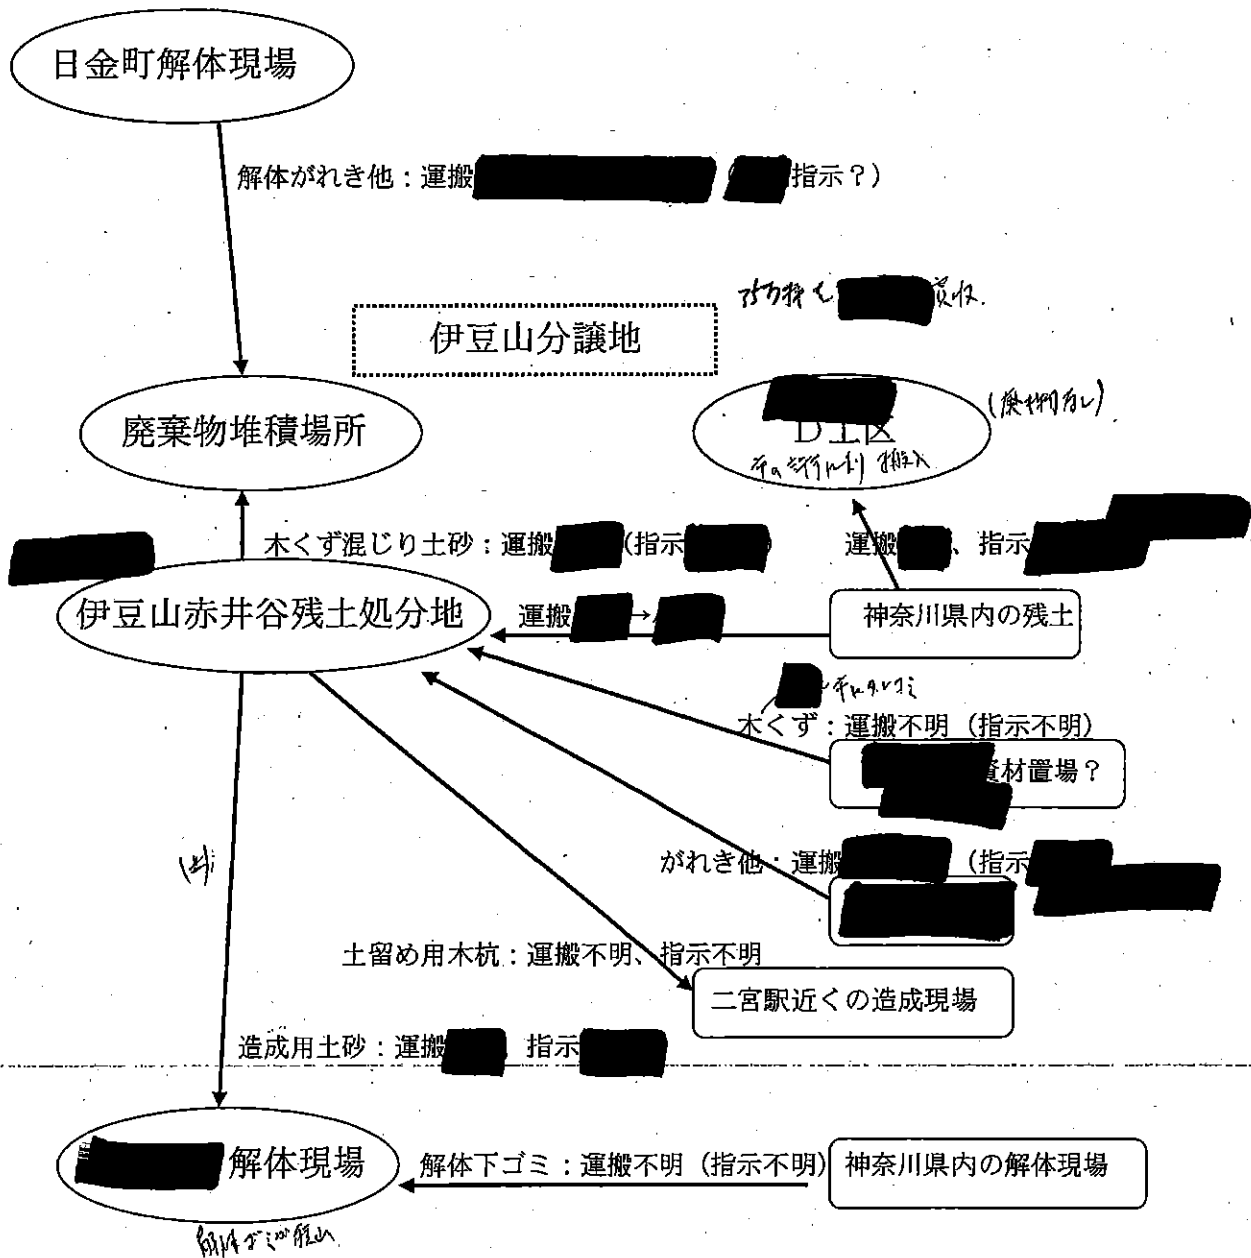 日金町解体現場
解体がれき他：運搬 指示？）
買収.
伊豆山分譲地
廃棄物堆積場所
D工区
搬入
木くず混じり土砂：運搬 (指示 ) 運搬 、指示
伊豆山赤井谷残土処分地
運搬 →
神奈川県内の残土
木くず：運搬不明（指示不明）
資材置場？
がれき他：運搬 （指示
土留め用木杭：運搬不明、指示不明
二宮駅近くの造成現場
造成用土砂：運搬 指示
解体現場
解体下ゴミ：運搬不明（指示不明）
神奈川県内の解体現場